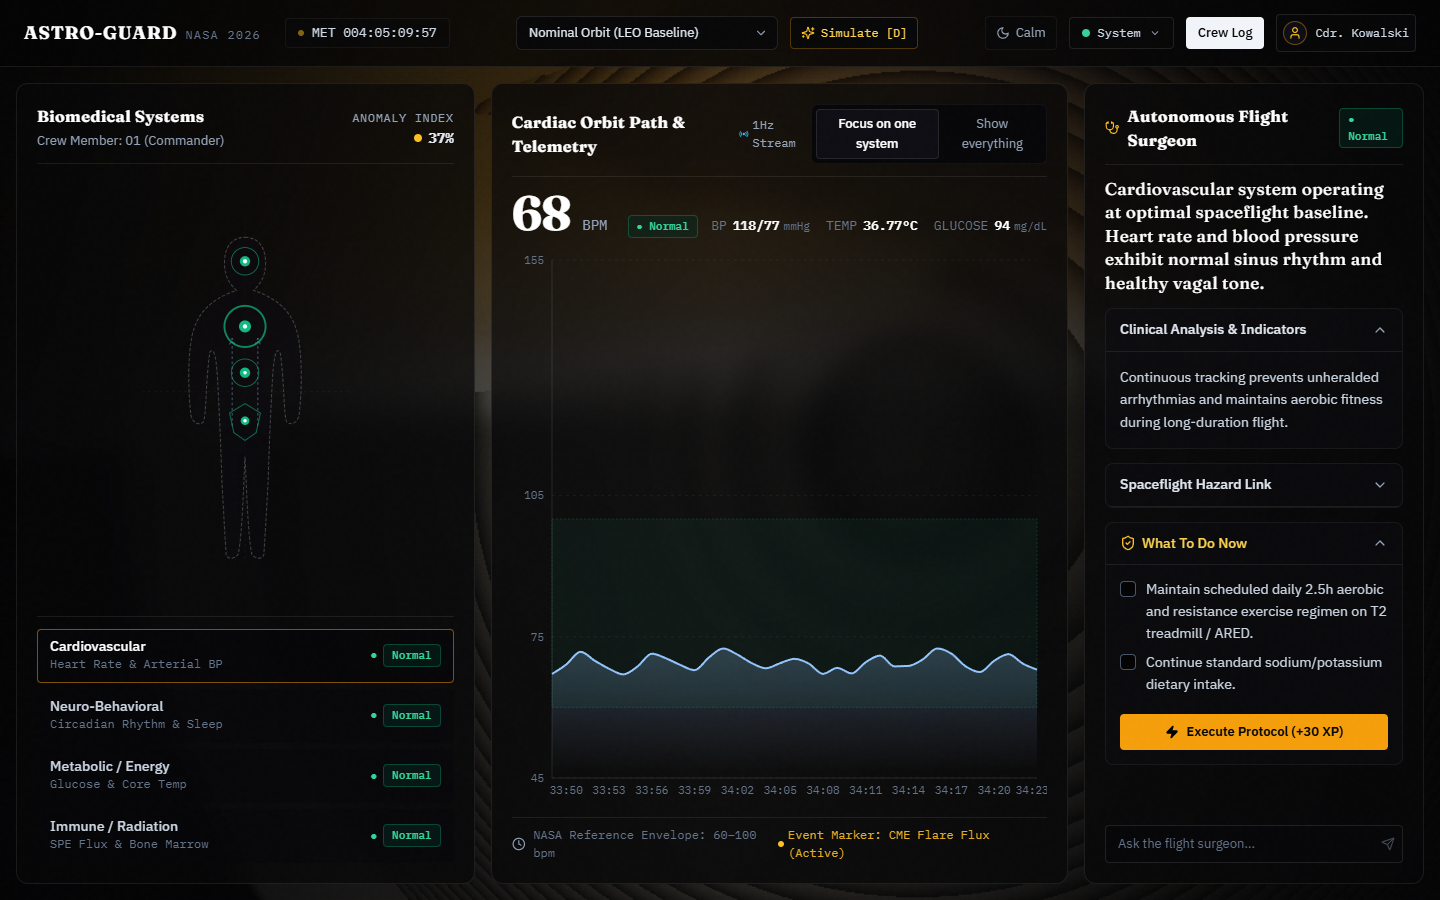 ASTRO-GUARD NASA 2026
MET 004:05:09:57
Nominal Orbit (LEO Baseline)
Simulate [D]
Calm
System
Crew Log
Cdr. Kowalski
Biomedical Systems
Crew Member: 01 (Commander)
ANOMALY INDEX
37%
Cardiovascular
Heart Rate & Arterial BP
Normal
Neuro-Behavioral
Circadian Rhythm & Sleep
Normal
Metabolic / Energy
Glucose & Core Temp
Normal
Immune / Radiation
SPE Flux & Bone Marrow
Normal
Cardiac Orbit Path &
Telemetry
1Hz
Stream
Focus on one
system
Show
everything
68 BPM
Normal
BP 118/77 mmHg
TEMP 36.77°C
GLUCOSE 94 mg/dL
155
105
75
45
33:50 33:53 33:56 33:59 34:02 34:05 34:08 34:11 34:14 34:17 34:20 34:23
NASA Reference Envelope: 60–100
bpm
Event Marker: CME Flare Flux
(Active)
Autonomous Flight
Surgeon
Normal
Cardiovascular system operating
at optimal spaceflight baseline.
Heart rate and blood pressure
exhibit normal sinus rhythm and
healthy vagal tone.
Clinical Analysis & Indicators
Continuous tracking prevents unheralded
arrhythmias and maintains aerobic fitness
during long-duration flight.
Spaceflight Hazard Link
What To Do Now
Maintain scheduled daily 2.5h aerobic
and resistance exercise regimen on T2
treadmill / ARED.
Continue standard sodium/potassium
dietary intake.
Execute Protocol (+30 XP)
Ask the flight surgeon...